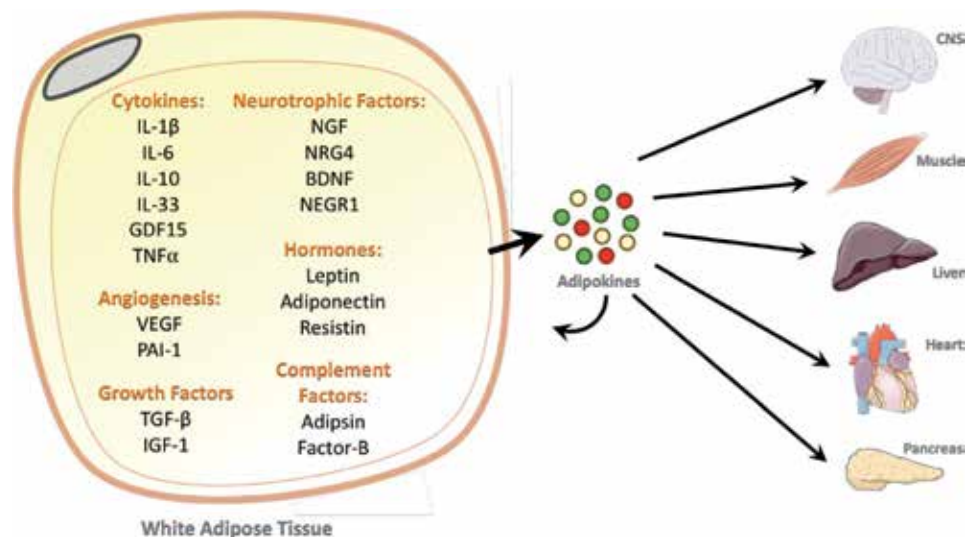 Cytokines:
IL-1β
IL-6
IL-10
IL-33
GDF15
TNFα
Angiogenesis:
VEGF
PAI-1
Growth Factors
TGF-β
IGF-1
Neurotrophic Factors:
NGF
NRG4
BDNF
NEGR1
Hormones:
Leptin
Adiponectin
Resistin
Complement
Factors:
Adipsin
Factor-B
White Adipose Tissue
Adipokines
CNS
Muscle
Liver
Heart
Pancreas